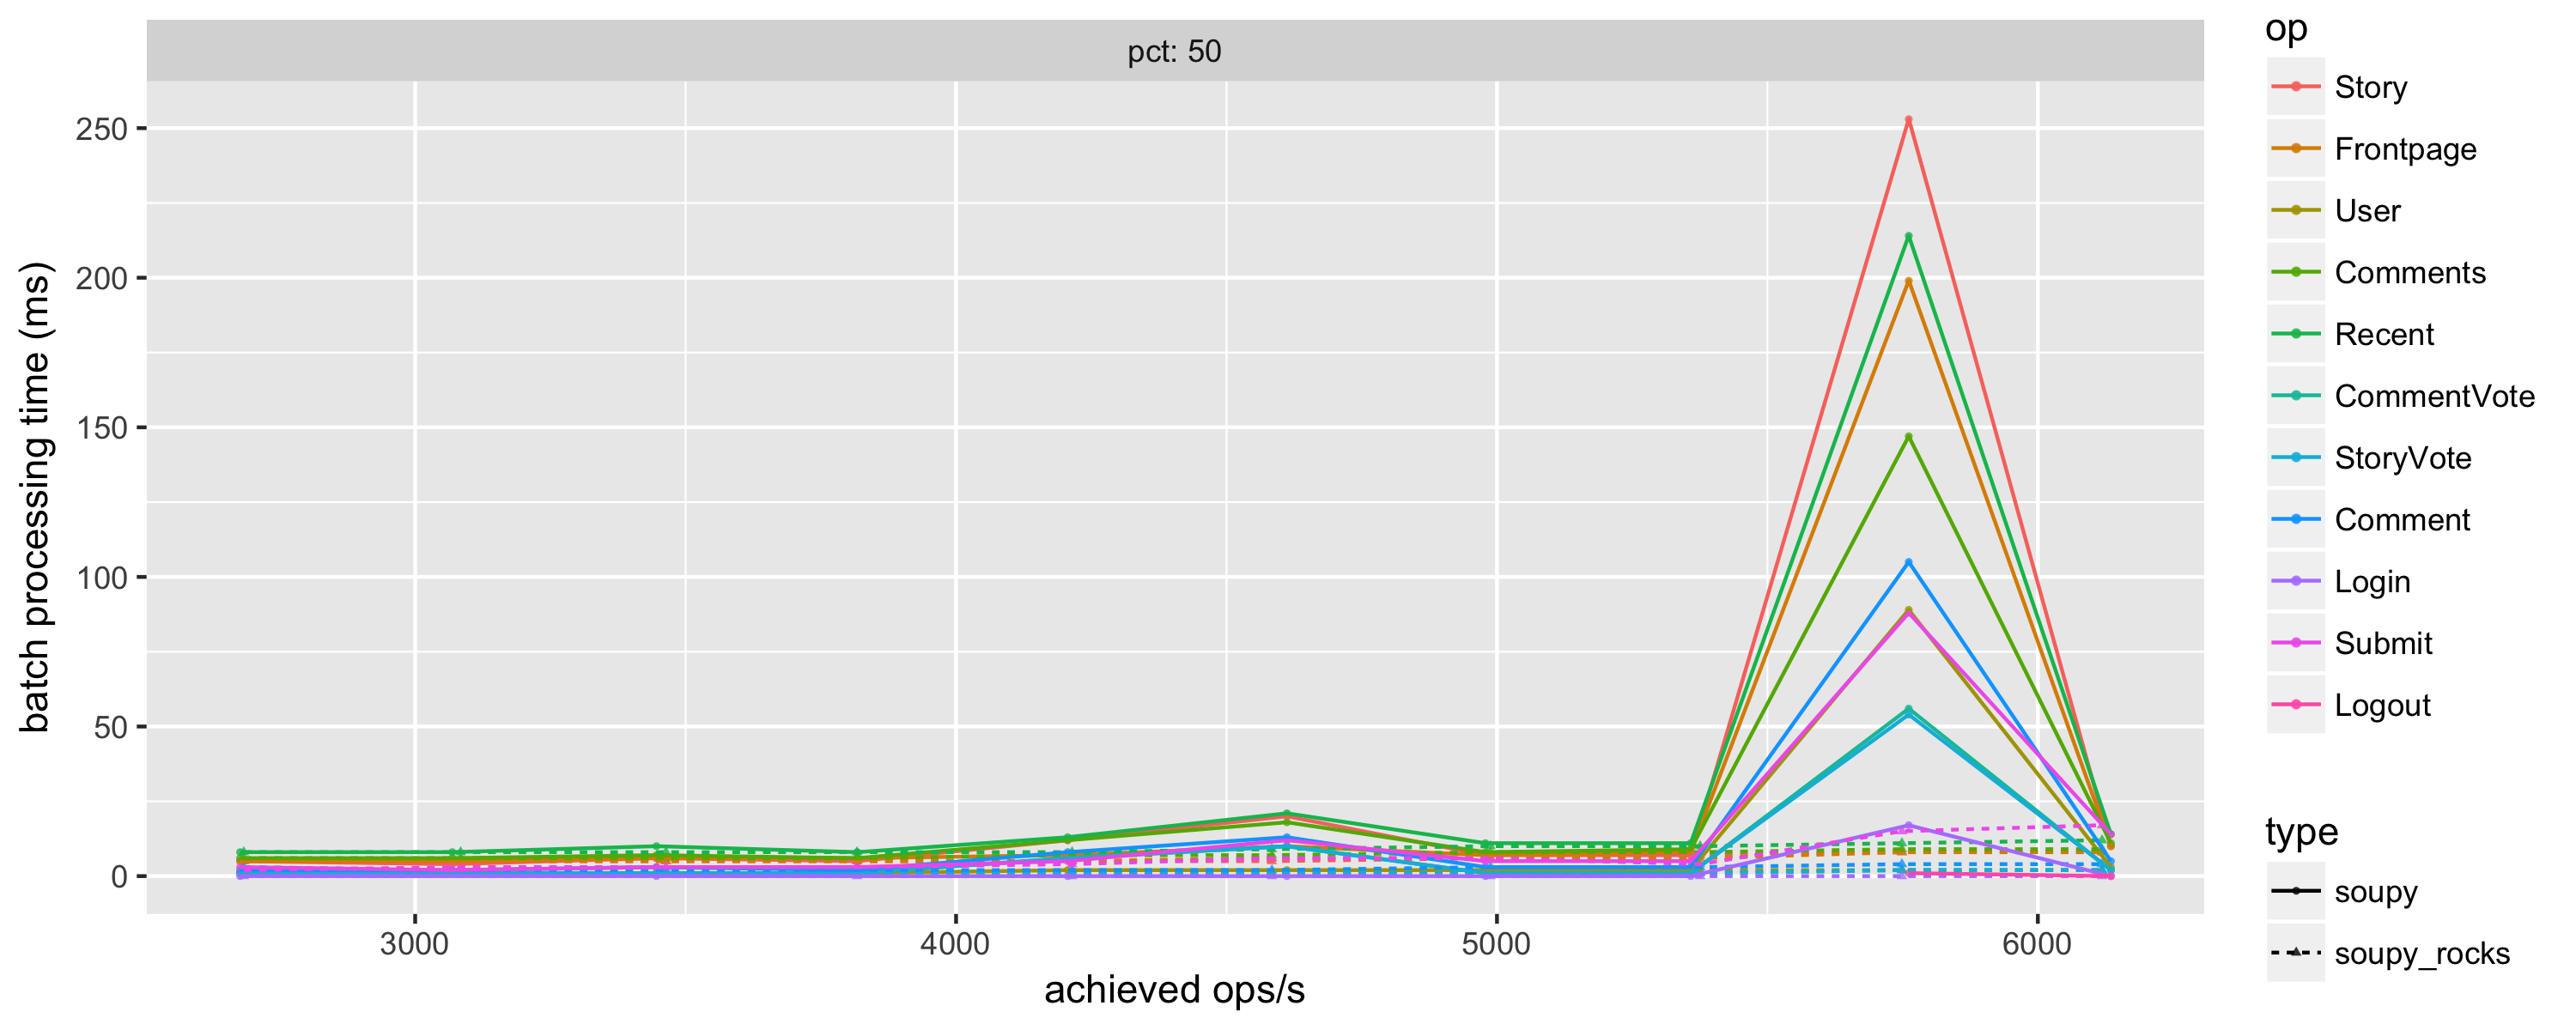 pct: 50
250
200
150
100
50
0
batch processing time (ms)
3000 4000 5000 6000
achieved ops/s
op
Story
Frontpage
User
Comments
Recent
CommentVote
StoryVote
Comment
Login
Submit
Logout
type
soupy
soupy_rocks